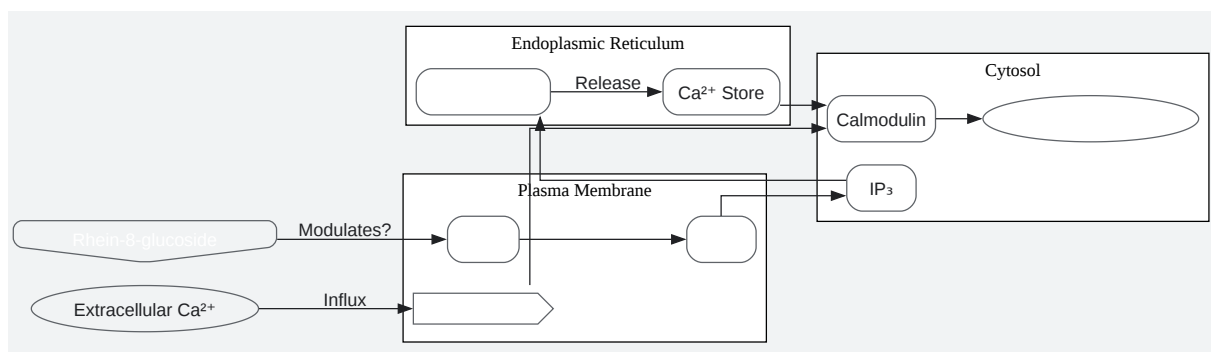 Endoplasmic Reticulum
Release
Ca²⁺ Store
Cytosol
Calmodulin
IP₃
Plasma Membrane
Rhein-8-glucoside
Modulates?
Extracellular Ca²⁺
Influx